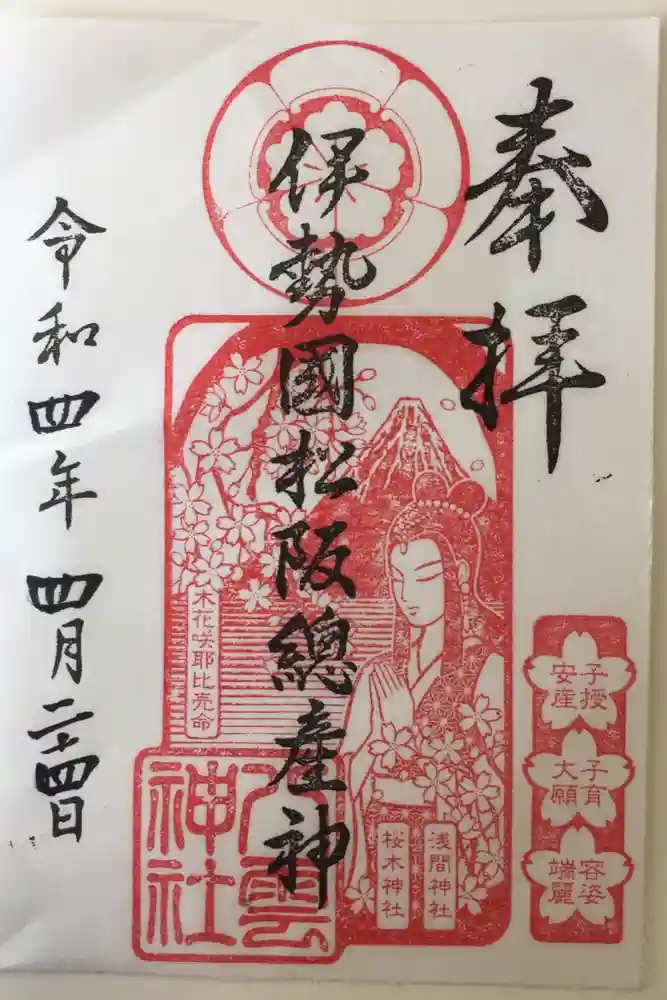 奉拝
伊勢國松阪總産神
令和四年四月二十四日
木花咲耶比売命
浅間神社
桜木神社
八雲
神社
子授
安産
子育
大願
容姿
端麗